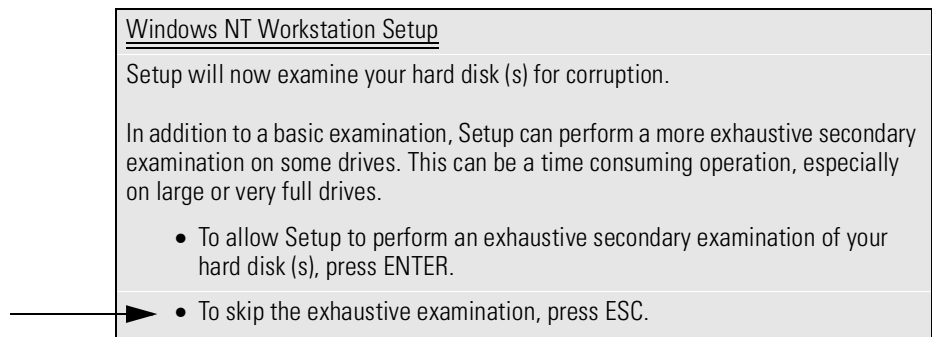 Windows NT Workstation Setup
Setup will now examine your hard disk (s) for corruption.
In addition to a basic examination, Setup can perform a more exhaustive secondary
examination on some drives. This can be a time consuming operation, especially
on large or very full drives.
• To allow Setup to perform an exhaustive secondary examination of your
hard disk (s), press ENTER.
• To skip the exhaustive examination, press ESC.